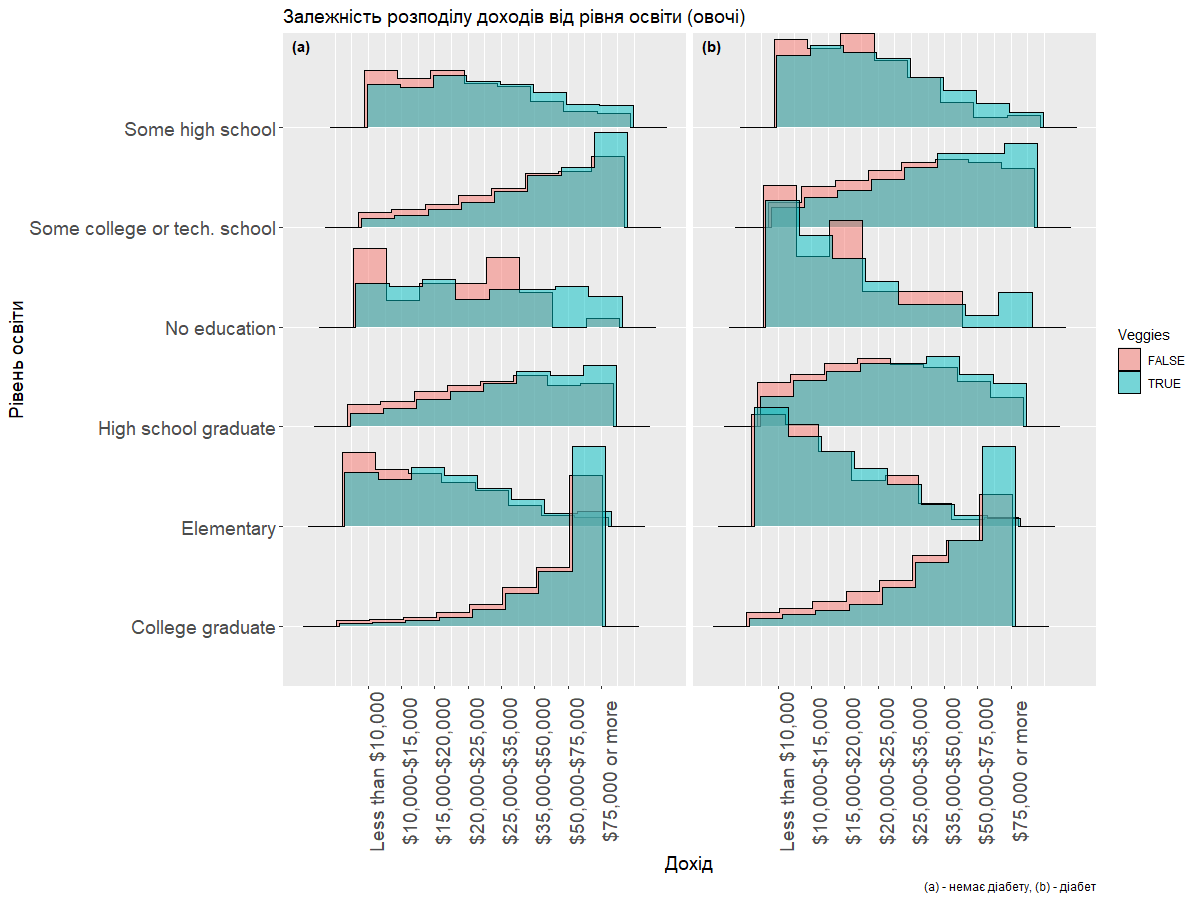 Залежність розподілу доходів від рівня освіти (овочі)
(a)
(b)
Some high school
Some college or tech. school
No education
High school graduate
Elementary
College graduate
Рівень освіти
Less than $10,000
$10,000-$15,000
$15,000-$20,000
$20,000-$25,000
$25,000-$35,000
$35,000-$50,000
$50,000-$75,000
$75,000 or more
Less than $10,000
$10,000-$15,000
$15,000-$20,000
$20,000-$25,000
$25,000-$35,000
$35,000-$50,000
$50,000-$75,000
$75,000 or more
Дохід
Veggies
FALSE
TRUE
(a) - немає діабету, (b) - діабет